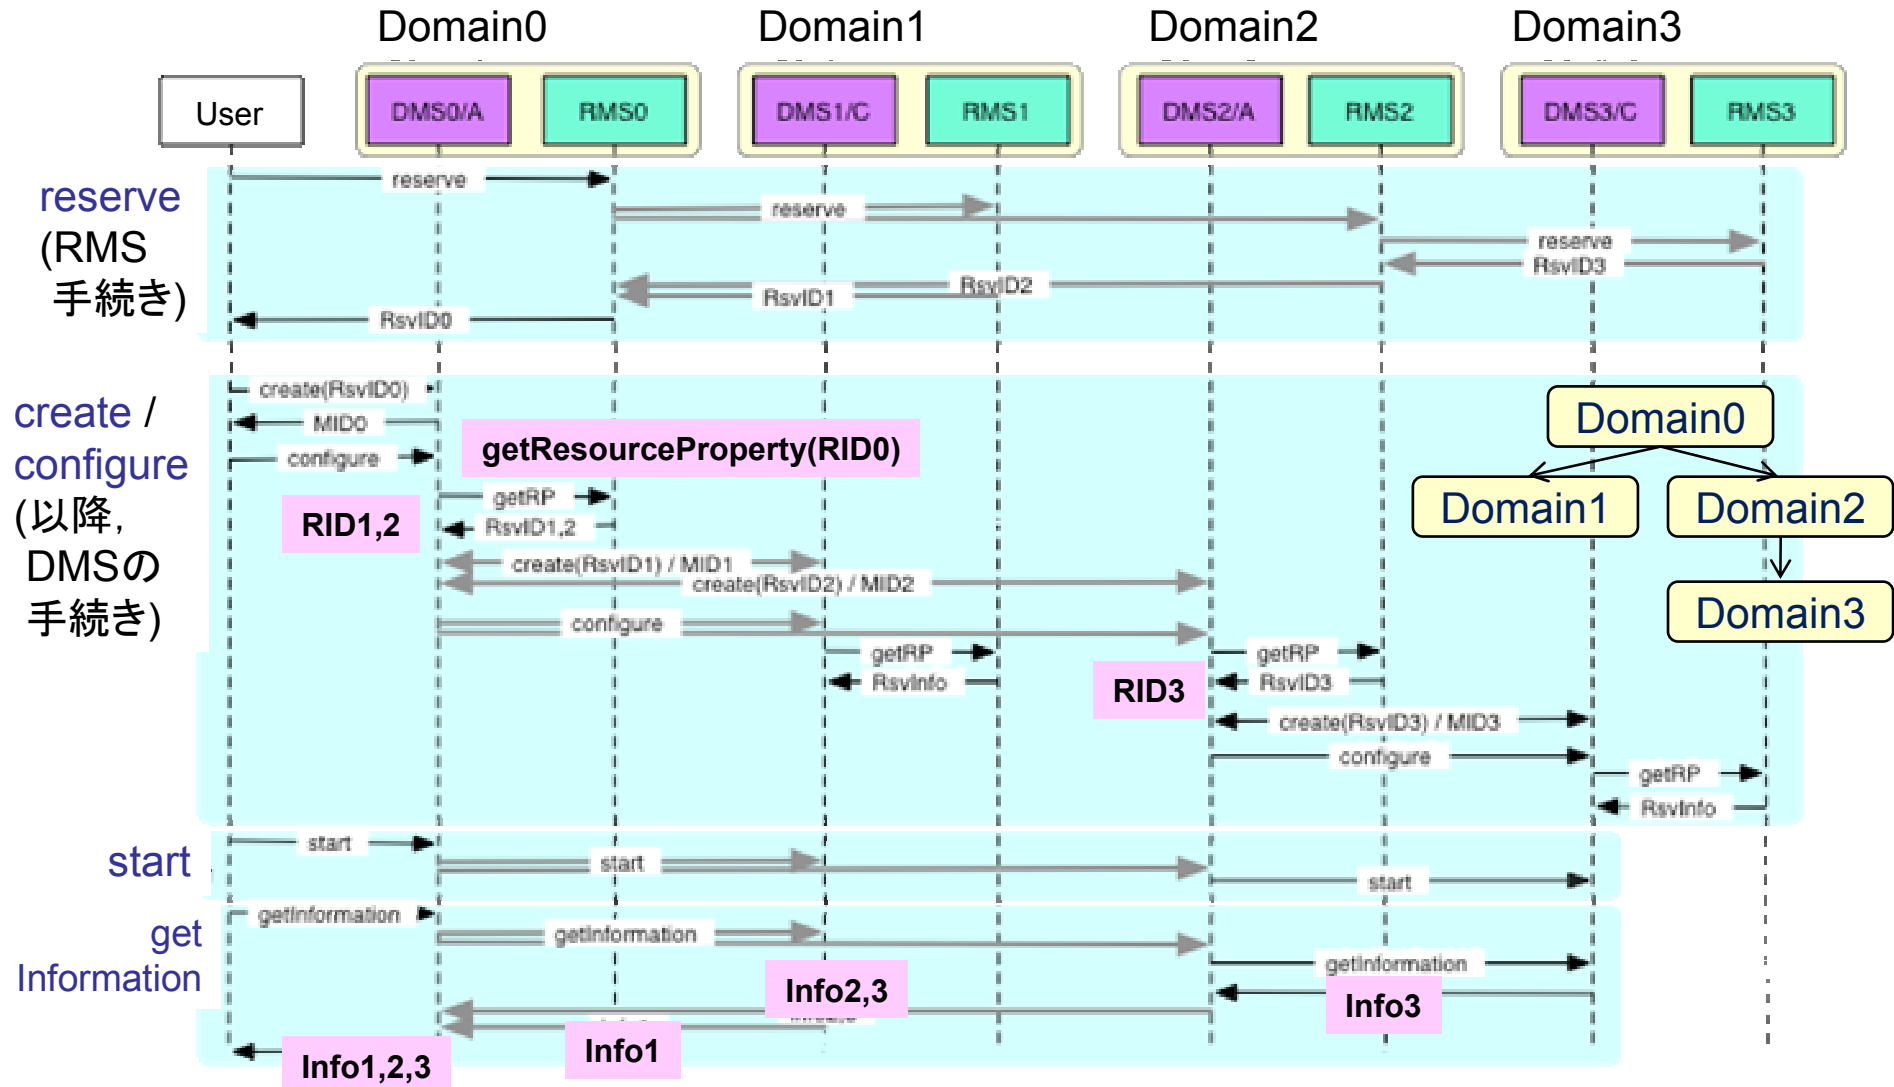 Domain0
Domain1
Domain2
Domain3
User
DMS0/A
RMS0
DMS1/C
RMS1
DMS2/A
RMS2
DMS3/C
RMS3
reserve
(RMS
手続き)
reserve
reserve
reserve
RsvID3
RsvID2
RsvID1
RsvID0
create /
configure
(以降,
DMSの
手続き)
create(RsvID0)
MID0
configure
getResourceProperty(RID0)
getRP
RID1,2
RsvID1,2
create(RsvID1) / MID1
create(RsvID2) / MID2
configure
getRP
RsvInfo
getRP
RID3
RsvID3
create(RsvID3) / MID3
configure
getRP
RsvInfo
Domain0
Domain1
Domain2
Domain3
start
start
start
start
get
Information
getInformation
getInformation
getInformation
Info2,3
Info3
Info1
Info1,2,3